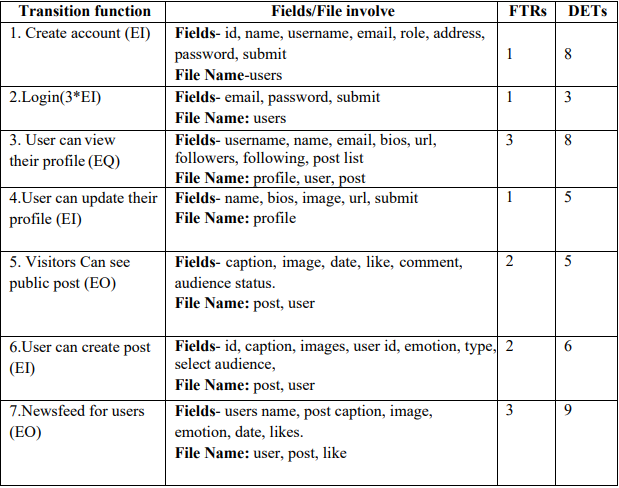 Transition function Fields/File involve FTRs DETs
1. Create account (EI) Fields- id, name, username, email, role, address,
password, submit 1 8
File Name-users
2.Login(3*EI) Fields- email, password, submit 1 3
File Name: users
3. User can view Fields- username, name, email, bios, url, 3 8
their profile (EQ) followers, following, post list
File Name: profile, user, post
4.User can update their Fields- name, bios, image, url, submit 1 5
profile (EI) File Name: profile
5. Visitors Can see Fields- caption, image, date, like, comment, 2 5
public post (EO) audience status.
File Name: post, user
6.User can create post Fields- id, caption, images, user id, emotion, type, 2 6
(EI) select audience,
File Name: post, user
7.Newsfeed for users Fields- users name, post caption, image, 3 9
(EO) emotion, date, likes.
File Name: user, post, like